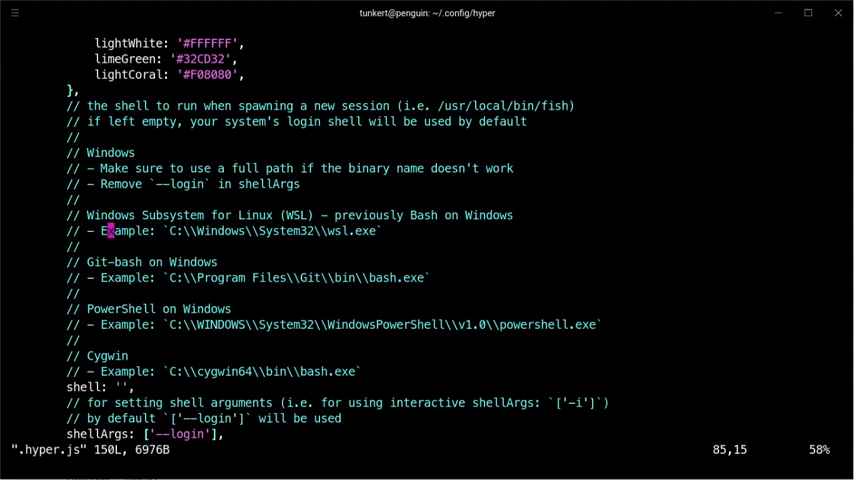 tunkert@penguin: ~/.config/hyper
lightWhite: '#FFFFFF',
limeGreen: '#32CD32',
lightCoral: '#F08080',
},
// the shell to run when spawning a new session (i.e. /usr/local/bin/fish)
// if left empty, your system's login shell will be used by default
//
// Windows
// - Make sure to use a full path if the binary name doesn't work
// - Remove `--login` in shellArgs
//
// Windows Subsystem for Linux (WSL) - previously Bash on Windows
// - Example: `C:\\Windows\\System32\\wsl.exe`
//
// Git-bash on Windows
// - Example: `C:\\Program Files\\Git\\bin\\bash.exe`
//
// PowerShell on Windows
// - Example: `C:\\WINDOWS\\System32\\WindowsPowerShell\\v1.0\\powershell.exe`
//
// Cygwin
// - Example: `C:\\cygwin64\\bin\\bash.exe`
shell: '',
// for setting shell arguments (i.e. for using interactive shellArgs: `['-i']`)
// by default `['--login']` will be used
shellArgs: ['--login'],
".hyper.js" 150L, 6976B 85,15 58%